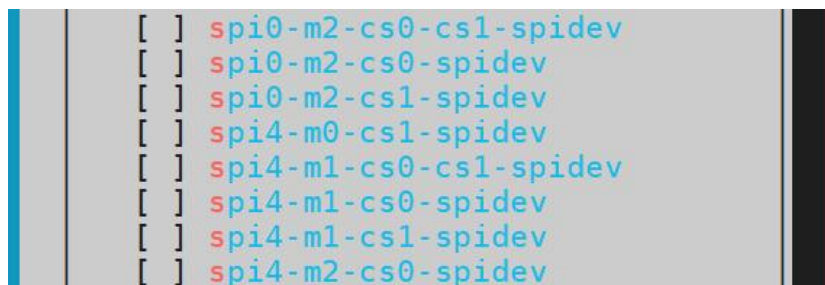 [ ] spi0-m2-cs0-cs1-spidev
[ ] spi0-m2-cs0-spidev
[ ] spi0-m2-cs1-spidev
[ ] spi4-m0-cs1-spidev
[ ] spi4-m1-cs0-cs1-spidev
[ ] spi4-m1-cs0-spidev
[ ] spi4-m1-cs1-spidev
[ ] spi4-m2-cs0-spidev